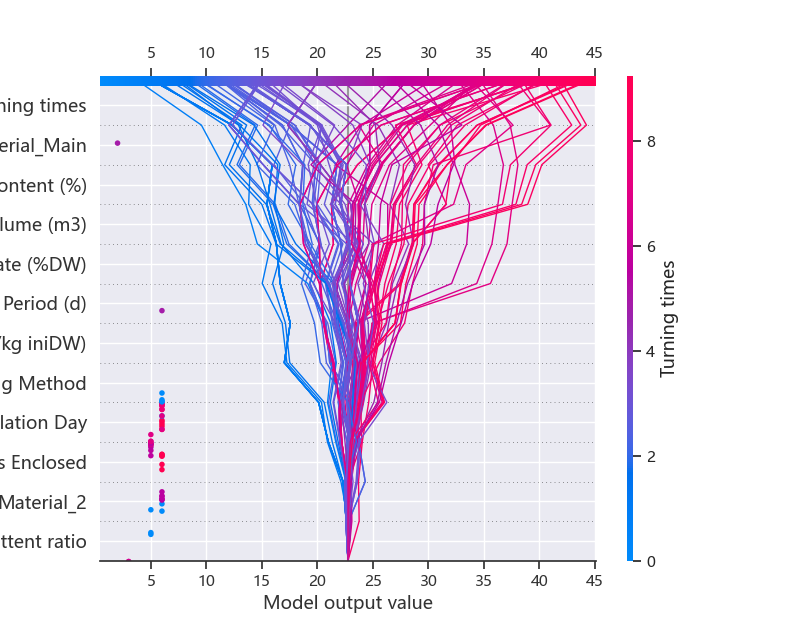 5 10 15 20 25 30 35 40 45
ning times
erial_Main
ontent (%)
lume (m3)
ate (%DW)
Period (d)
/kg iniDW)
g Method
lation Day
s Enclosed
Material_2
ttent ratio
5 10 15 20 25 30 35 40 45
Model output value
8
6
4
2
0
Turning times